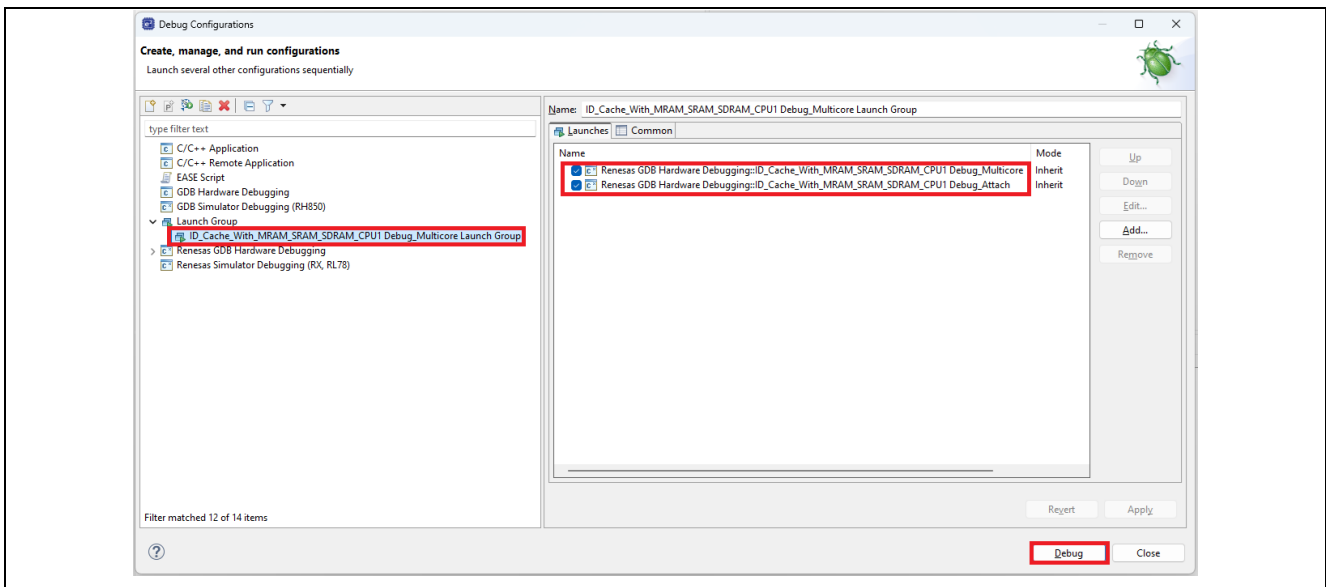 Debug Configurations
Create, manage, and run configurations
Launch several other configurations sequentially
type filter text
C/C++ Application
C/C++ Remote Application
EASE Script
GDB Hardware Debugging
GDB Simulator Debugging (RH850)
Launch Group
ID_Cache_With_MRAM_SRAM_SDRAM_CPU1 Debug_Multicore Launch Group
Renesas GDB Hardware Debugging
Renesas Simulator Debugging (RX, RL78)
Filter matched 12 of 14 items
Name: ID_Cache_With_MRAM_SRAM_SDRAM_CPU1 Debug_Multicore Launch Group
Launches Common
Name Mode
Renesas GDB Hardware Debugging::ID_Cache_With_MRAM_SRAM_SDRAM_CPU1 Debug_Multicore Inherit
Renesas GDB Hardware Debugging::ID_Cache_With_MRAM_SRAM_SDRAM_CPU1 Debug_Attach Inherit
Up
Down
Edit...
Add...
Remove
Revert Apply
Debug Close